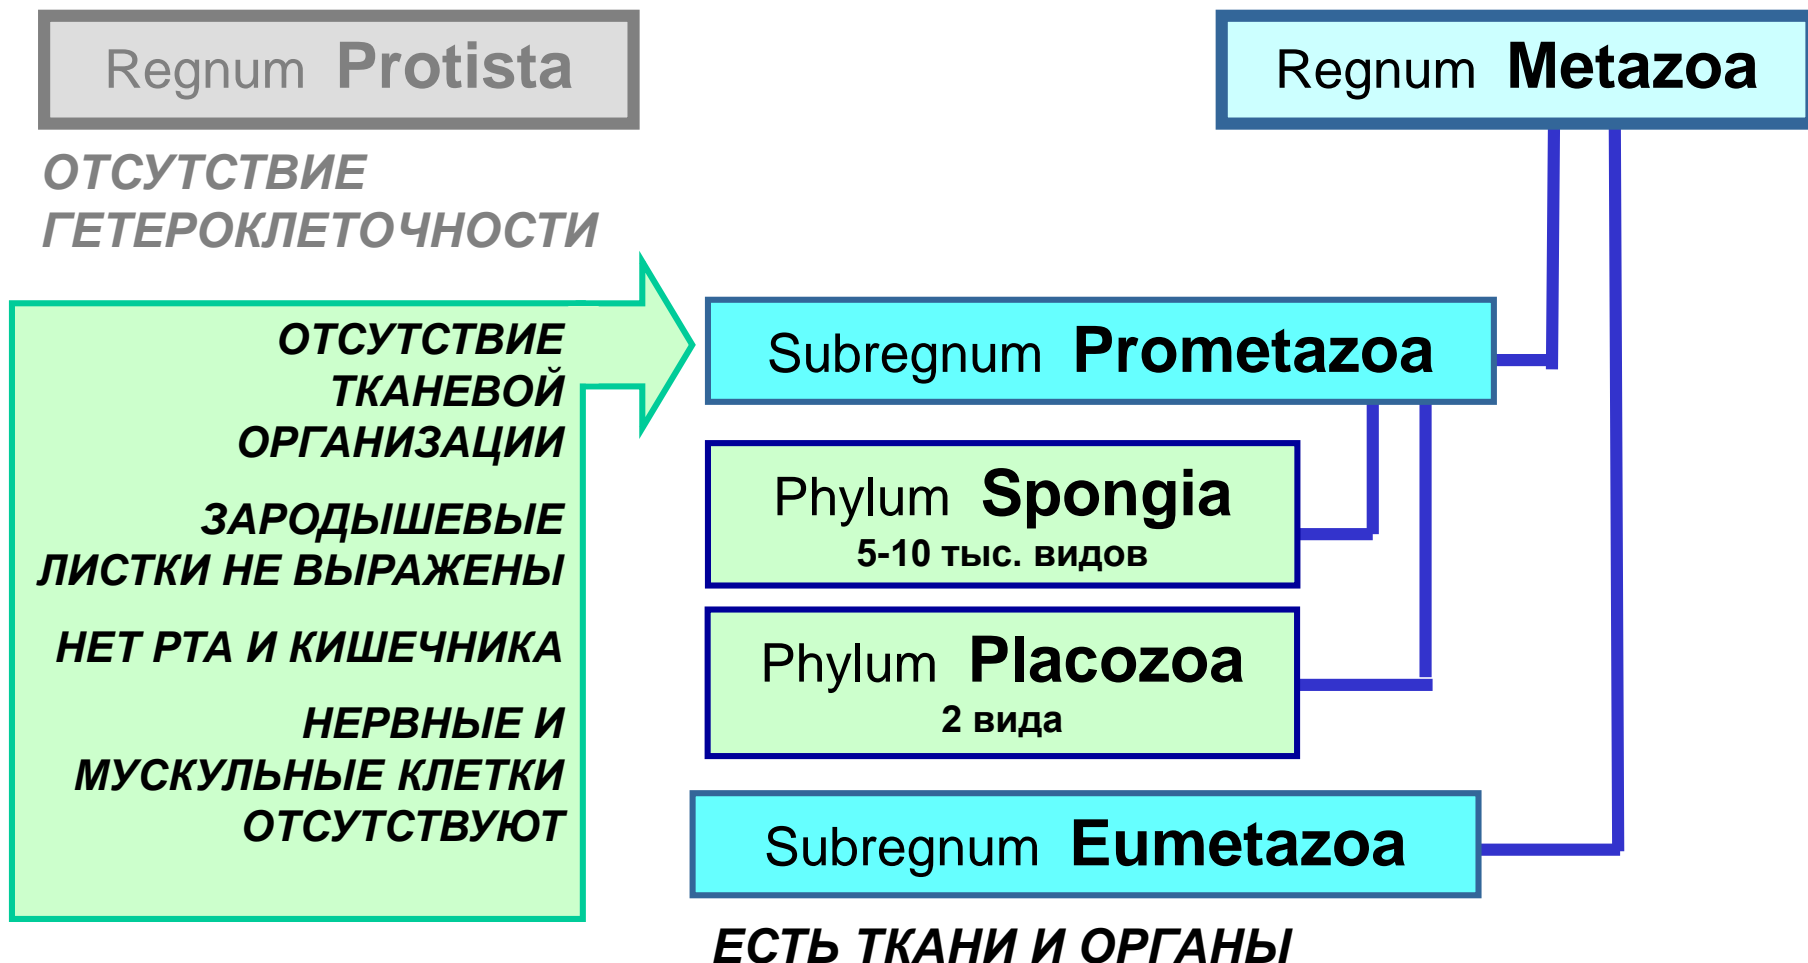 Regnum Protista
Regnum Metazoa
ОТСУТСТВИЕ
ГЕТЕРОКЛЕТОЧНОСТИ
ОТСУТСТВИЕ
ТКАНЕВОЙ
ОРГАНИЗАЦИИ
ЗАРОДЫШЕВЫЕ
ЛИСТКИ НЕ ВЫРАЖЕНЫ
НЕТ РТА И КИШЕЧНИКА
НЕРВНЫЕ И
МУСКУЛЬНЫЕ КЛЕТКИ
ОТСУТСТВУЮТ
Subregnum Prometazoa
Phylum Spongia
5-10 тыс. видов
Phylum Placozoa
2 вида
Subregnum Eumetazoa
ЕСТЬ ТКАНИ И ОРГАНЫ